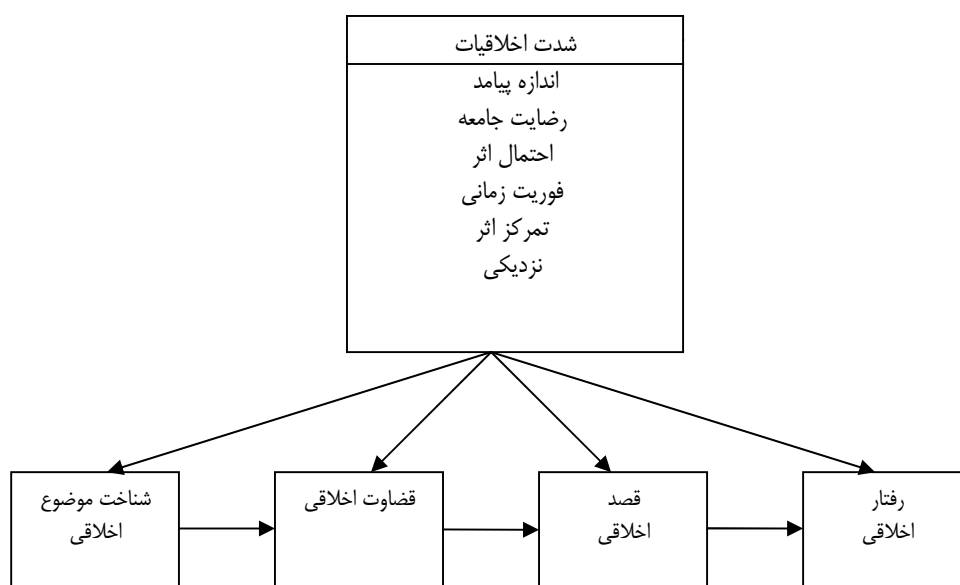 شدت اخلاقیات
اندازه پیامد
رضایت جامعه
احتمال اثر
فوریت زمانی
تمرکز اثر
نزدیکی
شناخت موضوع
اخلاقی
قضاوت اخلاقی
قصد
اخلاقی
رفتار
اخلاقی